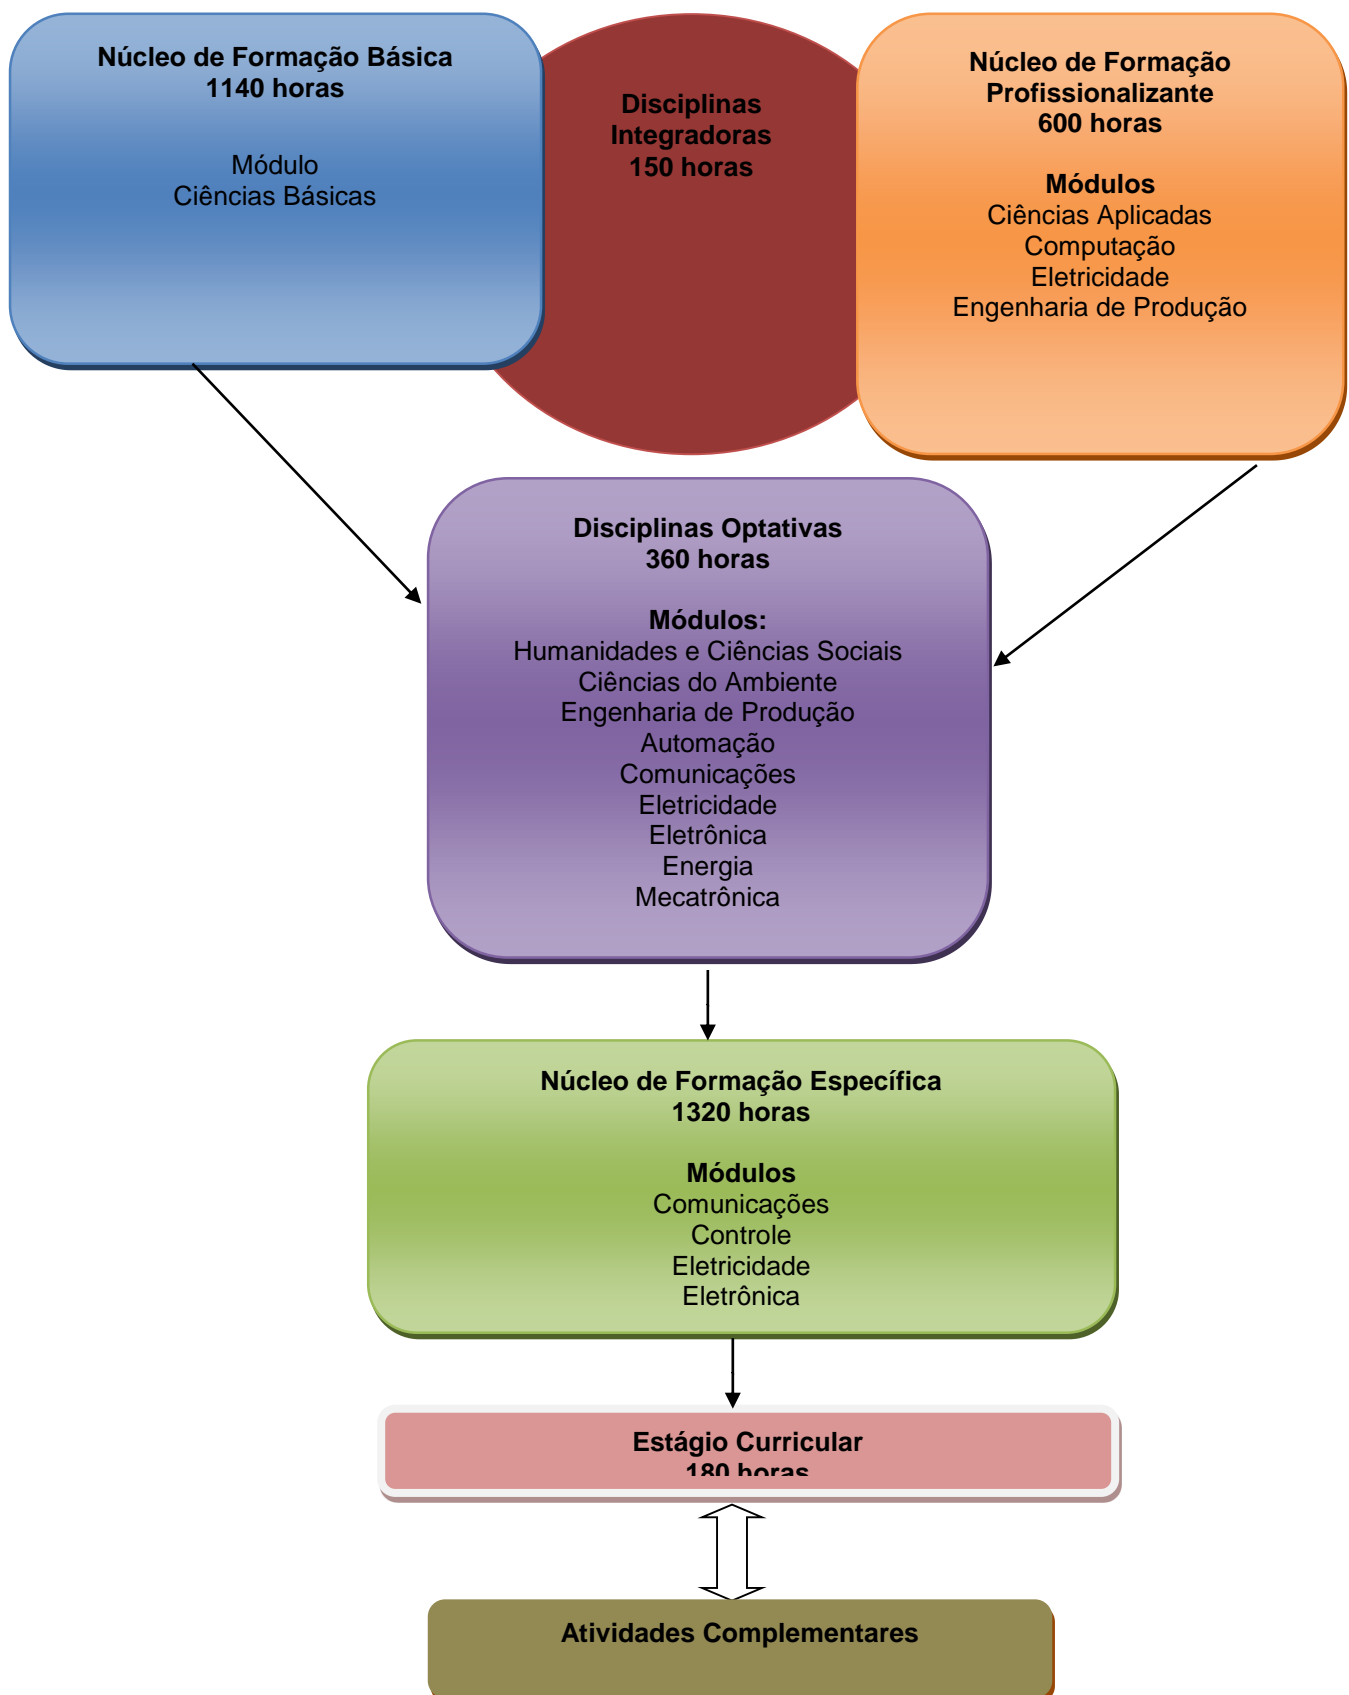 Núcleo de Formação Básica
1140 horas
Módulo
Ciências Básicas
Disciplinas
Integradoras
150 horas
Núcleo de Formação
Profissionalizante
600 horas
Módulos
Ciências Aplicadas
Computação
Eletricidade
Engenharia de Produção
Disciplinas Optativas
360 horas
Módulos:
Humanidades e Ciências Sociais
Ciências do Ambiente
Engenharia de Produção
Automação
Comunicações
Eletricidade
Eletrônica
Energia
Mecatrônica
Núcleo de Formação Específica
1320 horas
Módulos
Comunicações
Controle
Eletricidade
Eletrônica
Estágio Curricular
180 horas
Atividades Complementares